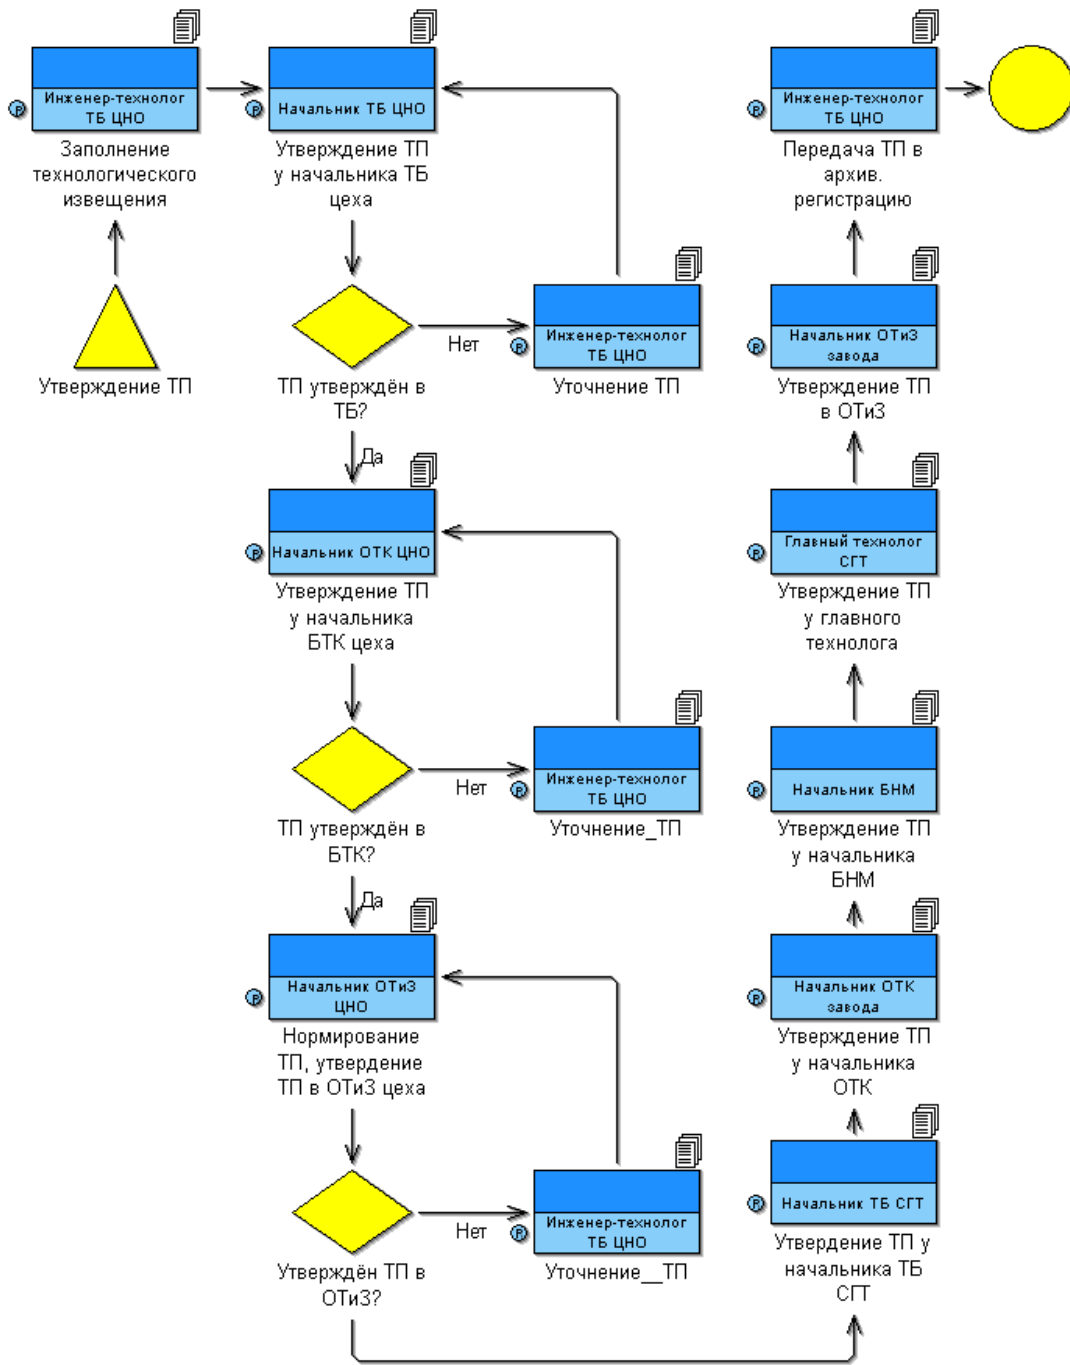 Инженер-технолог
ТБ ЦНО
Заполнение
технологического
извещения
Утверждение ТП
Начальник ТБ ЦНО
Утверждение ТП
у начальника ТБ
цеха
ТП утверждён в
ТБ?
Нет
Инженер-технолог
ТБ ЦНО
Уточнение ТП
Да
Начальник ОТК ЦНО
Утверждение ТП
у начальника
БТК цеха
ТП утверждён в
БТК?
Нет
Инженер-технолог
ТБ ЦНО
Уточнение_ТП
Да
Начальник ОТиЗ
ЦНО
Нормирование
ТП, утвердение
ТП в ОТиЗ цеха
Утверждён ТП в
ОТиЗ?
Нет
Инженер-технолог
ТБ ЦНО
Уточнение__ТП
Начальник ТБ СГТ
Утвердение ТП у
начальника ТБ
СГТ
Начальник ОТК
завода
Утверждение ТП
у начальника
ОТК
Начальник БНМ
Утверждение ТП
у начальника
БНМ
Главный технолог
СГТ
Утверждение ТП
у главного
технолога
Начальник ОТиЗ
завода
Утверждение ТП
в ОТиЗ
Инженер-технолог
ТБ ЦНО
Передача ТП в
архив.
регистрацию